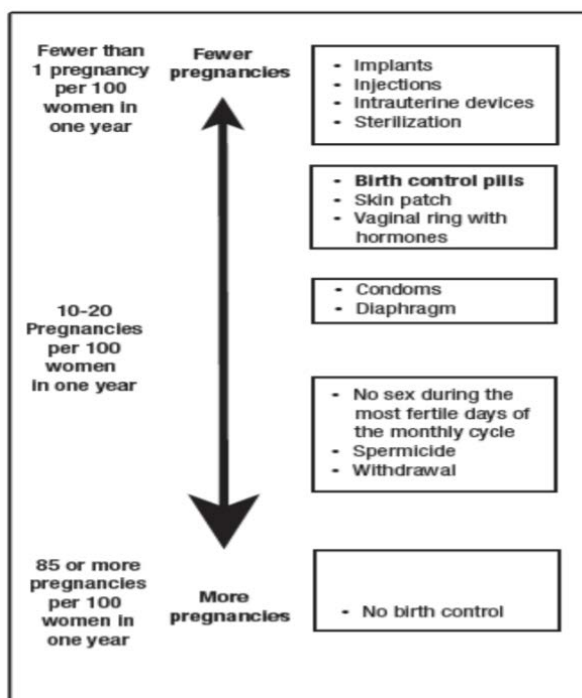 Fewer than
1 pregnancy
per 100
women in
one year
Fewer
pregnancies
• Implants
• Injections
• Intrauterine devices
• Sterilization
• Birth control pills
• Skin patch
• Vaginal ring with
hormones
10-20
Pregnancies
per 100
women
in one year
• Condoms
• Diaphragm
• No sex during the
most fertile days of
the monthly cycle
• Spermicide
• Withdrawal
85 or more
pregnancies
per 100
women in
one year
More
pregnancies
• No birth control